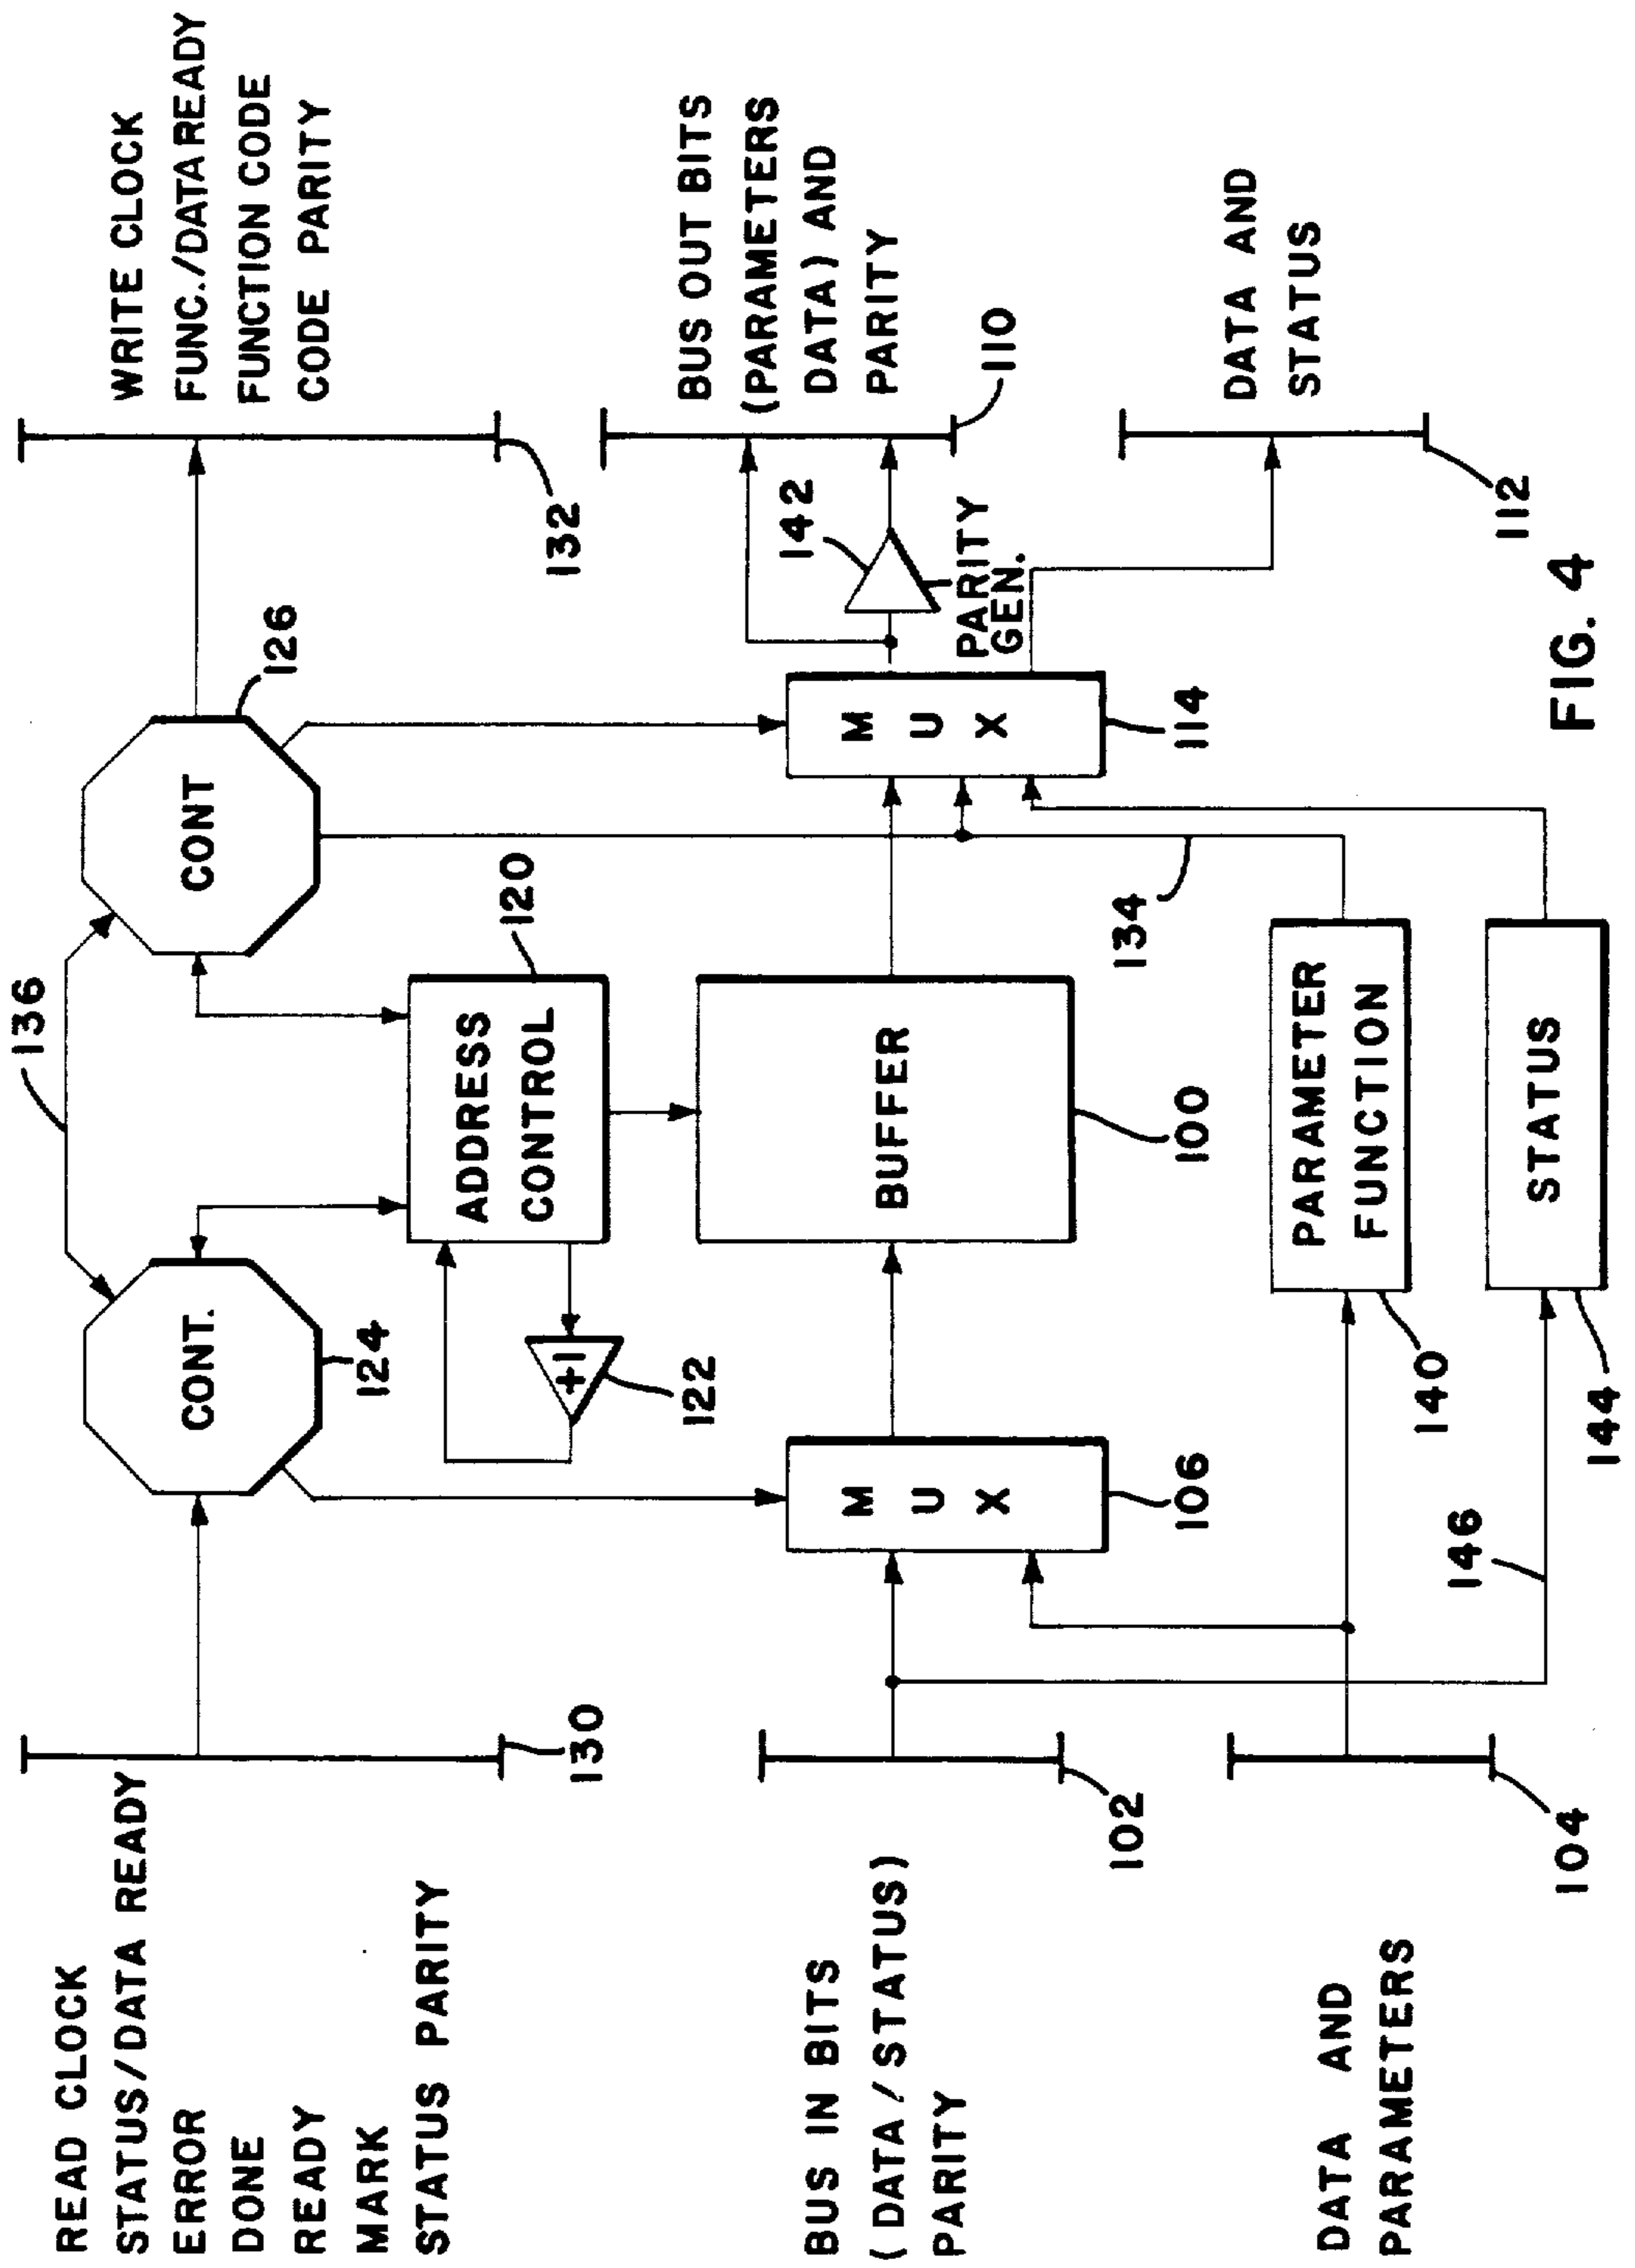 READ CLOCK
STATUS/DATA READY
ERROR
DONE
READY
MARK
STATUS PARITY
130
CONT.
124
136
CONT
126
WRITE CLOCK
FUNC./DATA READY
FUNCTION CODE
CODE PARITY
132
ADDRESS
CONTROL
120
+1
122
BUS IN BITS
(DATA/STATUS)
PARITY
102
MUX
106
BUFFER
100
MUX
114
142
PARITY
GEN.
BUS OUT BITS
(PARAMETERS
DATA) AND
PARITY
110
134
DATA AND
PARAMETERS
104
PARAMETER
FUNCTION
140
146
STATUS
144
DATA AND
STATUS
112
FIG. 4